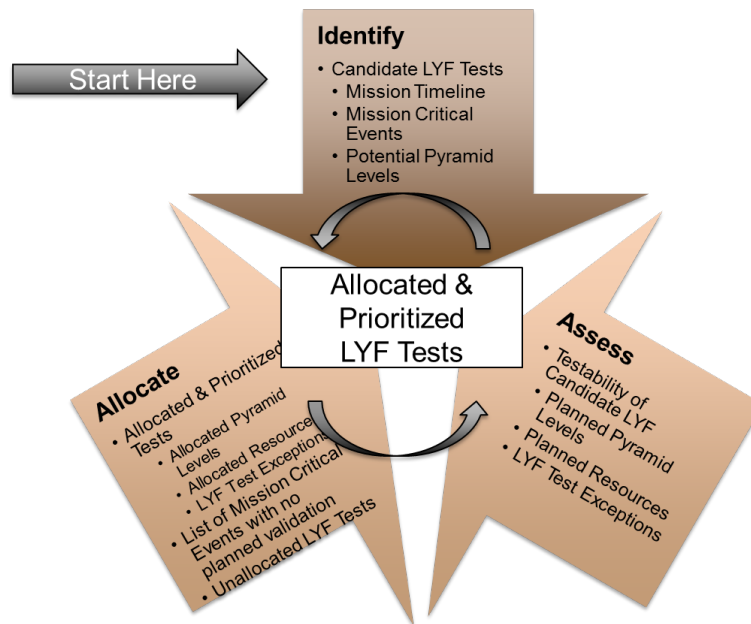 Start Here
Identify
• Candidate LYF Tests
• Mission Timeline
• Mission Critical
Events
• Potential Pyramid
Levels
Allocated &
Prioritized
LYF Tests
Assess
• Testability of
Candidate LYF
• Planned Pyramid
Levels
• Planned Resources
• LYF Test Exceptions
Allocate
• Allocated & Prioritized
Tests
• Allocated Pyramid
Levels
• Allocated Resources
• LYF Test Exceptions
• List of Mission Critical
Events with no
planned validation
• Unallocated LYF Tests